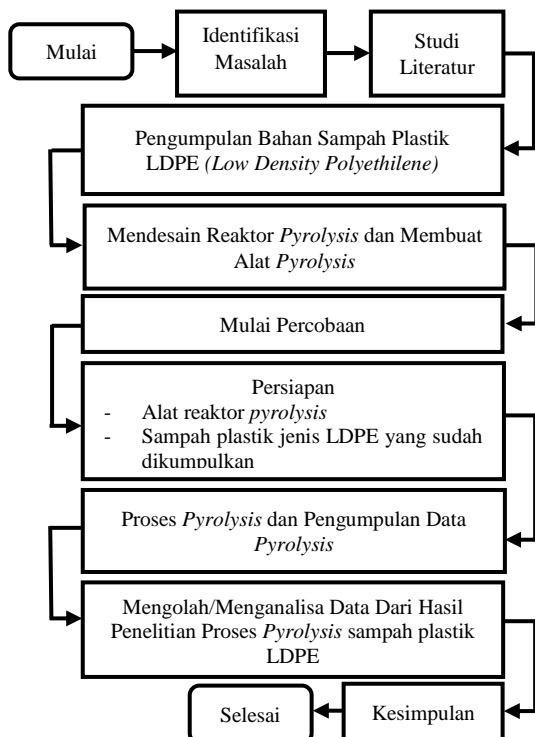 Mulai
Identifikasi
Masalah
Studi
Literatur
Pengumpulan Bahan Sampah Plastik
LDPE (Low Density Polyethilene)
Mendesain Reaktor Pyrolysis dan Membuat
Alat Pyrolysis
Mulai Percobaan
Persiapan
- Alat reaktor pyrolysis
- Sampah plastik jenis LDPE yang sudah
dikumpulkan
Proses Pyrolysis dan Pengumpulan Data
Pyrolysis
Mengolah/Menganalisa Data Dari Hasil
Penelitian Proses Pyrolysis sampah plastik
LDPE
Selesai
Kesimpulan